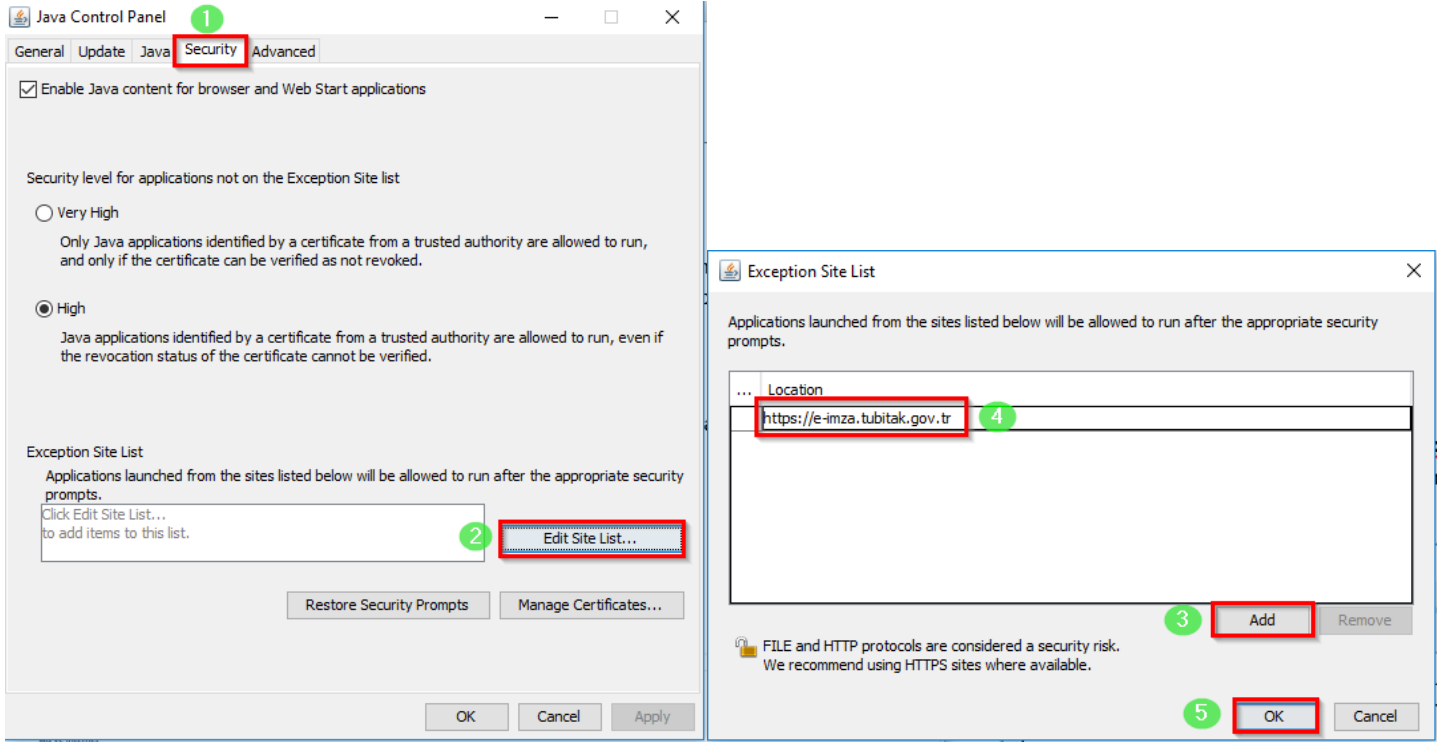 Java Control Panel
1
General Update Java Security Advanced
Enable Java content for browser and Web Start applications
Security level for applications not on the Exception Site list
Very High
Only Java applications identified by a certificate from a trusted authority are allowed to run,
and only if the certificate can be verified as not revoked.
High
Java applications identified by a certificate from a trusted authority are allowed to run, even if
the revocation status of the certificate cannot be verified.
Exception Site List
Applications launched from the sites listed below will be allowed to run after the appropriate security
prompts.
Click Edit Site List...
to add items to this list.
2
Edit Site List...
Restore Security Prompts
Manage Certificates...
OK
Cancel
Apply
Exception Site List
Applications launched from the sites listed below will be allowed to run after the appropriate security
prompts.
... Location
https://e-imza.tubitak.gov.tr
4
3
Add
Remove
FILE and HTTP protocols are considered a security risk.
We recommend using HTTPS sites where available.
5
OK
Cancel